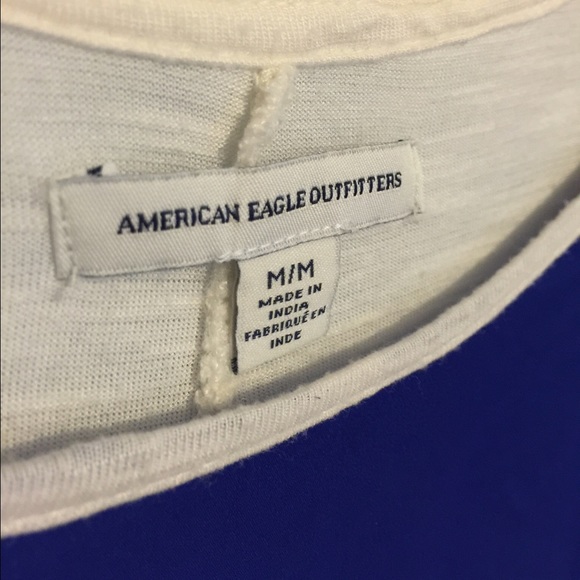 AMERICAN EAGLE OUTFITTERS
M/M
MADE IN
INDIA
FABRIQUÉ EN
INDE